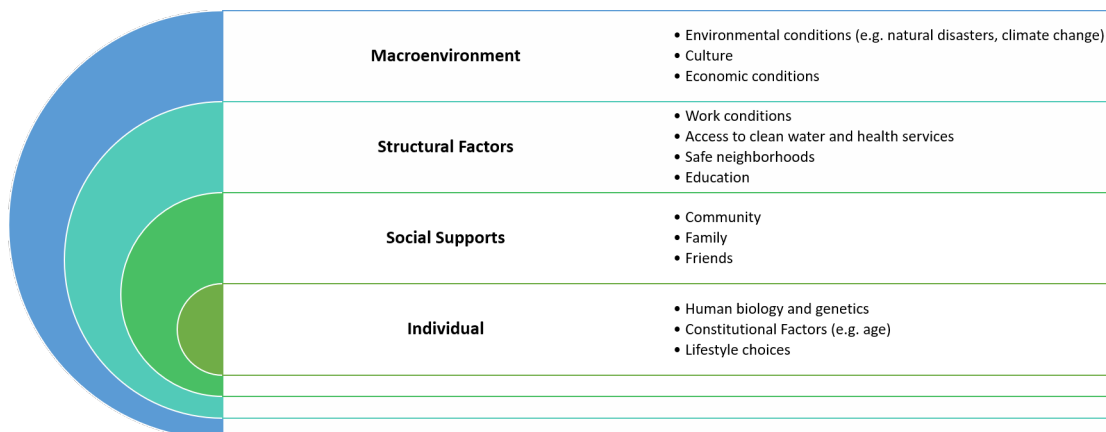 Macroenvironment
• Environmental conditions (e.g. natural disasters, climate change)
• Culture
• Economic conditions
Structural Factors
• Work conditions
• Access to clean water and health services
• Safe neighborhoods
• Education
Social Supports
• Community
• Family
• Friends
Individual
• Human biology and genetics
• Constitutional Factors (e.g. age)
• Lifestyle choices